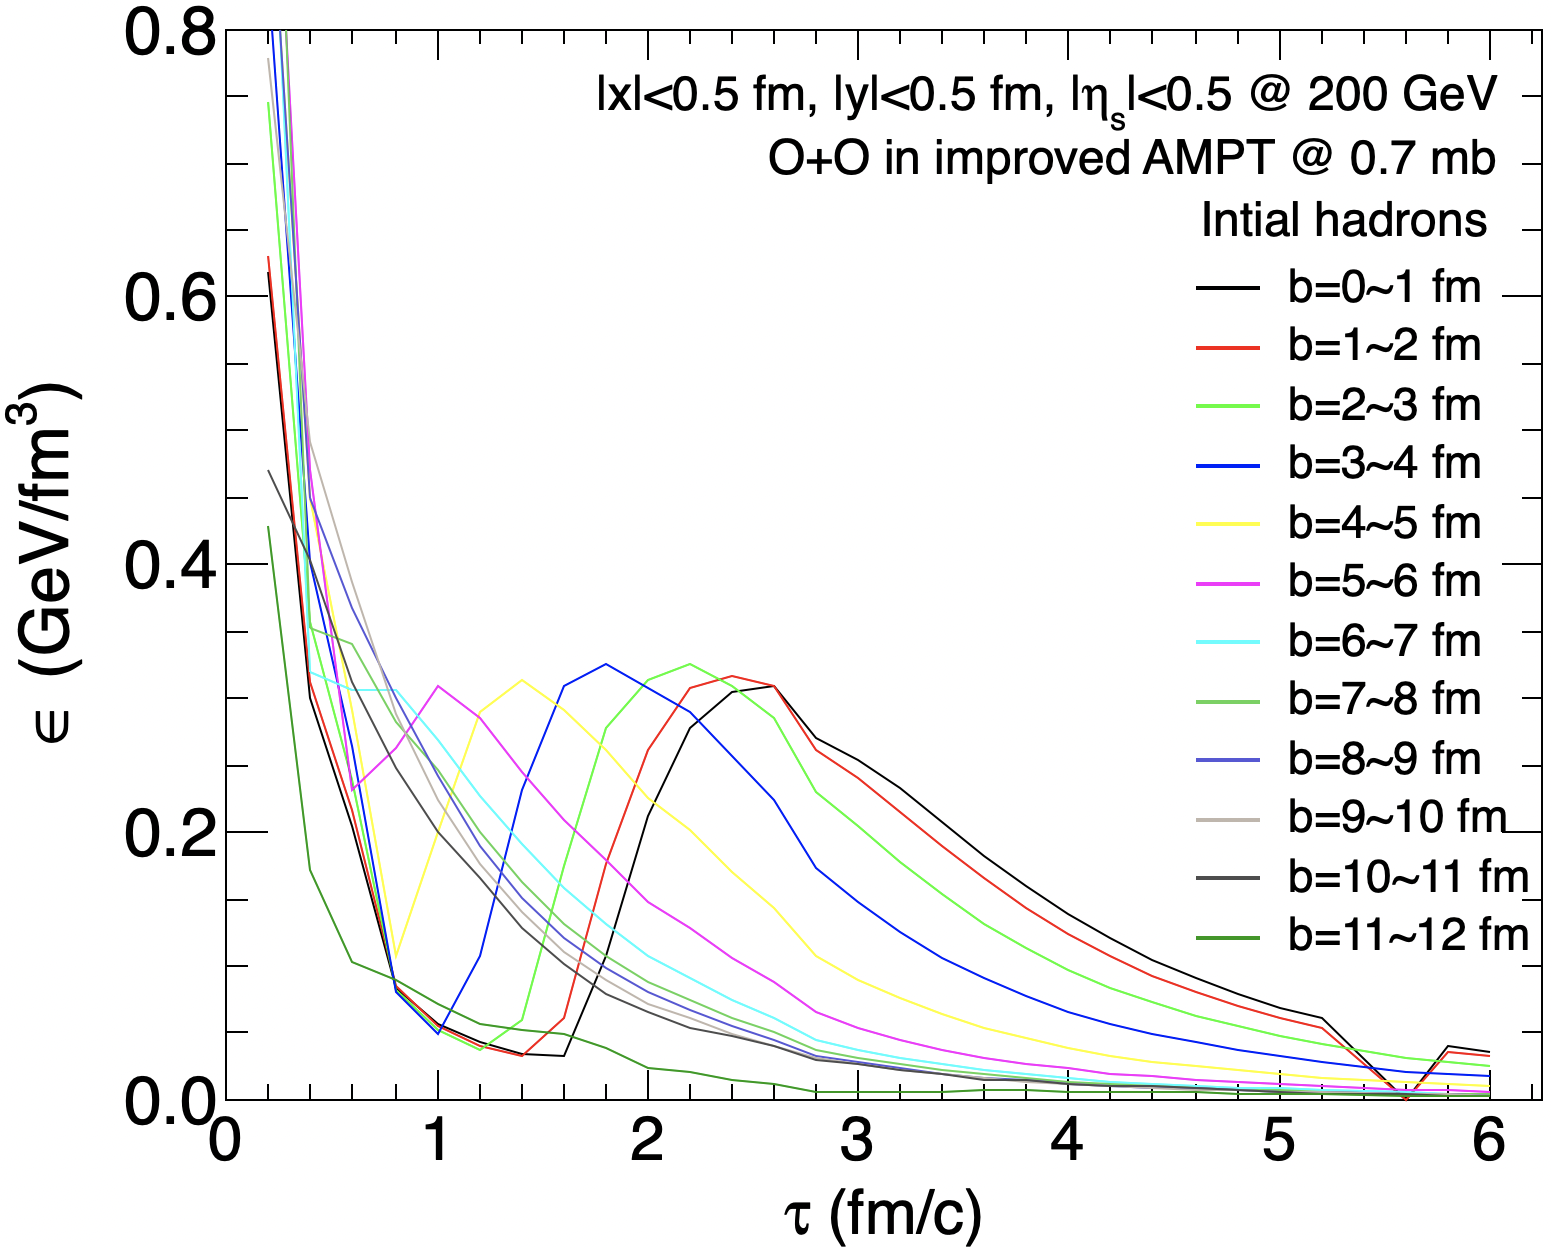 |x|<0.5 fm, |y|<0.5 fm, |ηs|<0.5 @ 200 GeV
O+O in improved AMPT @ 0.7 mb
Intial hadrons
b=0~1 fm
b=1~2 fm
b=2~3 fm
b=3~4 fm
b=4~5 fm
b=5~6 fm
b=6~7 fm
b=7~8 fm
b=8~9 fm
b=9~10 fm
b=10~11 fm
b=11~12 fm
ϵ (GeV/fm³)
0.8
0.6
0.4
0.2
0.0
0 1 2 3 4 5 6
τ (fm/c)